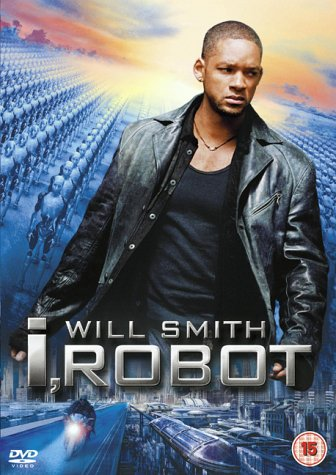 WILL SMITH
i, ROBOT
DVD
VIDEO
15